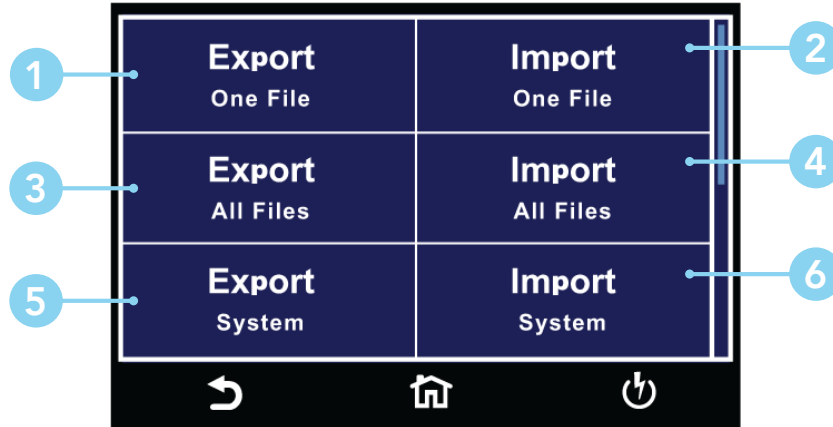 1
Export
One File
Import
One File
2
3
Export
All Files
Import
All Files
4
5
Export
System
Import
System
6